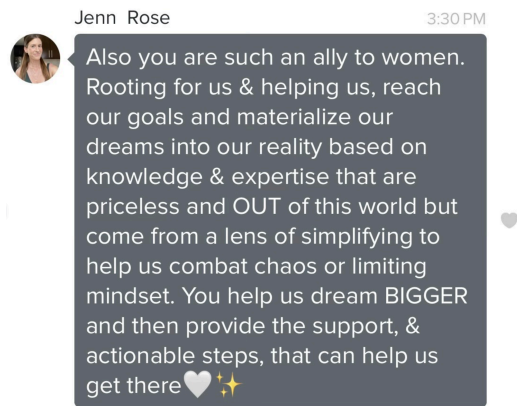 Jenn Rose 3:30 PM
Also you are such an ally to women.
Rooting for us & helping us, reach
our goals and materialize our
dreams into our reality based on
knowledge & expertise that are
priceless and OUT of this world but
come from a lens of simplifying to
help us combat chaos or limiting
mindset. You help us dream BIGGER
and then provide the support, &
actionable steps, that can help us
get there🤍✨